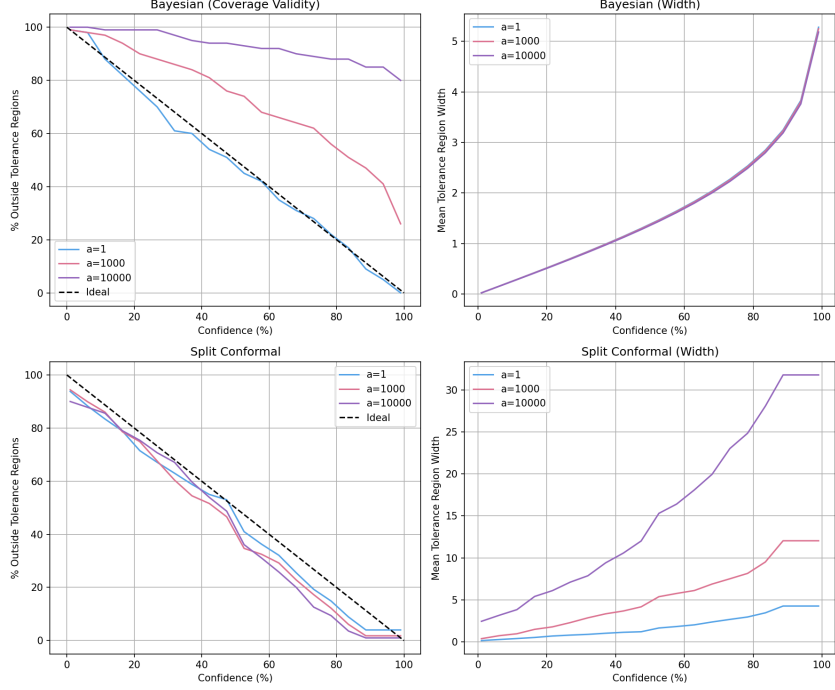 Bayesian (Coverage Validity)
% Outside Tolerance Regions
100
80
60
40
20
0
a=1
a=1000
a=10000
Ideal
0 20 40 60 80 100
Confidence (%)
Bayesian (Width)
Mean Tolerance Region Width
5
4
3
2
1
0
a=1
a=1000
a=10000
0 20 40 60 80 100
Confidence (%)
Split Conformal
% Outside Tolerance Regions
100
80
60
40
20
0
a=1
a=1000
a=10000
Ideal
0 20 40 60 80 100
Confidence (%)
Split Conformal (Width)
Mean Tolerance Region Width
30
25
20
15
10
5
0
a=1
a=1000
a=10000
0 20 40 60 80 100
Confidence (%)